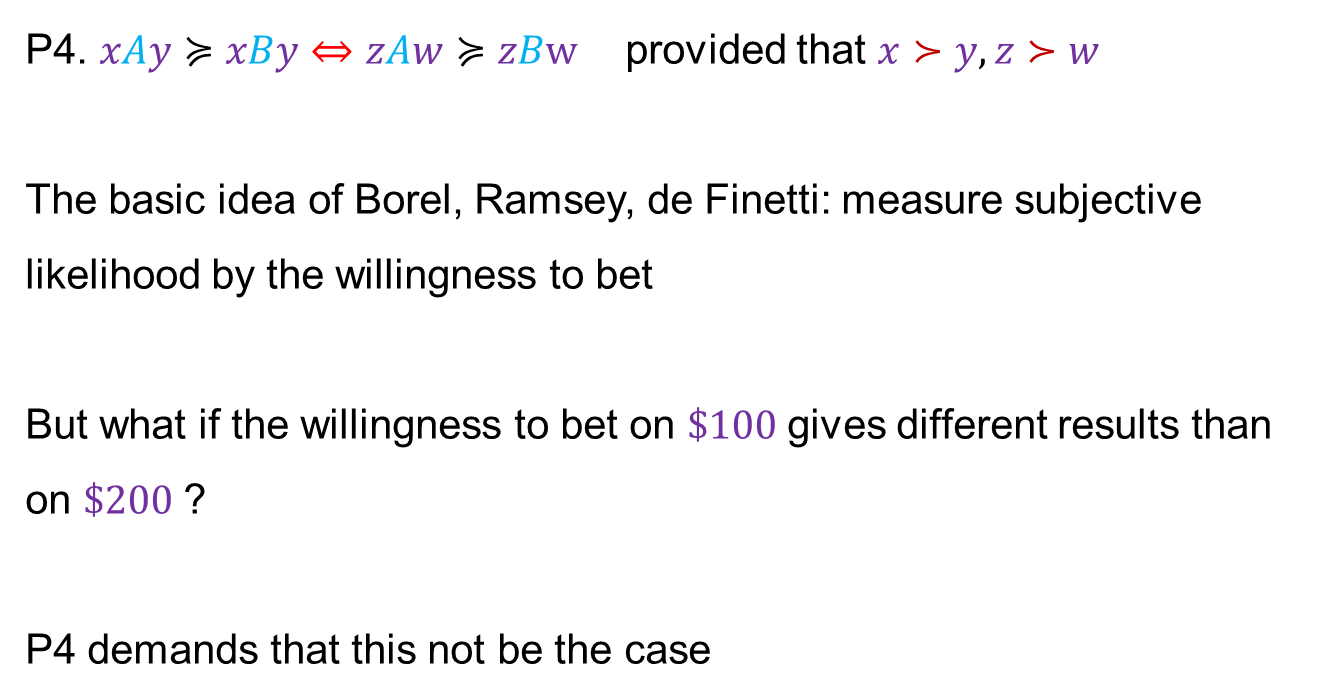 P4. xAy ≽ xBy ⇔ zAw ≽ zBw provided that x ≻ y, z ≻ w
The basic idea of Borel, Ramsey, de Finetti: measure subjective
likelihood by the willingness to bet
But what if the willingness to bet on $100 gives different results than
on $200 ?
P4 demands that this not be the case